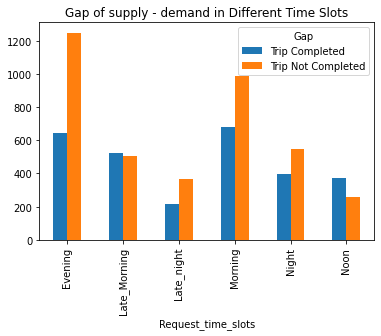 Gap of supply - demand in Different Time Slots
Gap
Trip Completed
Trip Not Completed
1200
1000
800
600
400
200
0
Evening
Late_Morning
Late_night
Morning
Night
Noon
Request_time_slots